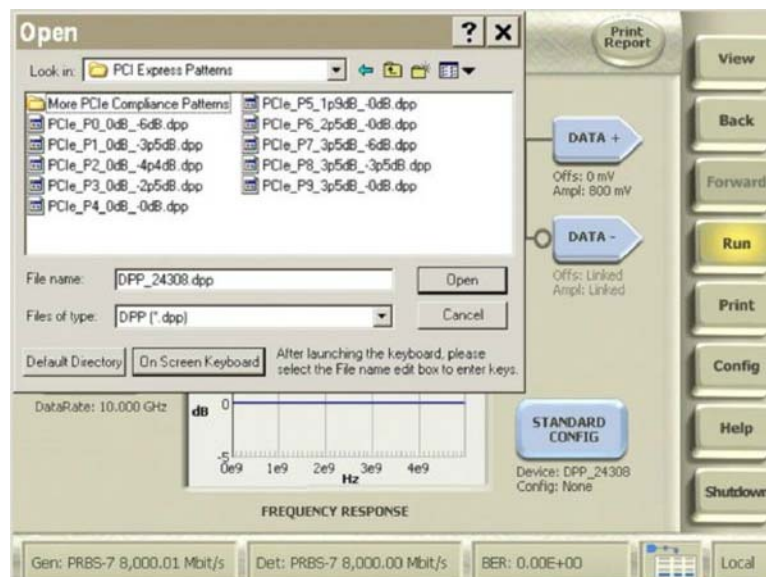 Open
? X
Look in: PCI Express Patterns
More PCIe Compliance Patterns
PCIe_P0_0dB_-6dB.dpp
PCIe_P1_0dB_-3p5dB.dpp
PCIe_P2_0dB_-4p4dB.dpp
PCIe_P3_0dB_-2p5dB.dpp
PCIe_P4_0dB_-0dB.dpp
PCIe_P5_1p9dB_-0dB.dpp
PCIe_P6_2p5dB_-0dB.dpp
PCIe_P7_3p5dB_-6dB.dpp
PCIe_P8_3p5dB_-3p5dB.dpp
PCIe_P9_3p5dB_-0dB.dpp
File name: DPP_24308.dpp
Open
Files of type: DPP (*.dpp)
Cancel
Default Directory
On Screen Keyboard
After launching the keyboard, please
select the File name edit box to enter keys.
Print
Report
DATA +
Offs: 0 mV
Ampl: 800 mV
DATA -
Offs: Linked
Ampl: Linked
DataRate: 10.000 GHz
dB
0
-5
0e9 1e9 2e9 3e9 4e9
Hz
FREQUENCY RESPONSE
STANDARD
CONFIG
Device: DPP_24308
Config: None
View
Back
Forward
Run
Print
Config
Help
Shutdown
Gen: PRBS-7 8,000.01 Mbit/s
Det: PRBS-7 8,000.00 Mbit/s
BER: 0.00E+00
Local